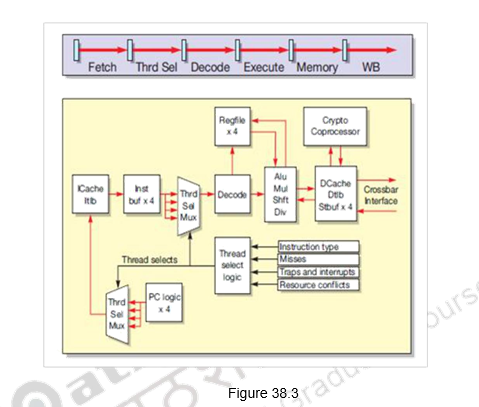 Fetch Thrd Sel Decode Execute Memory WB
Regfile
x 4
Crypto
Coprocessor
ICache
Itlb
Inst
buf x 4
Thrd
Sel
Mux
Decode
Alu
Mul
Shft
Div
DCache
Dtlb
Stbuf x 4
Crossbar
Interface
Thread selects
Thread
select
logic
Instruction type
Misses
Traps and interrupts
Resource conflicts
Thrd
Sel
Mux
PC logic
x 4
Figure 38.3